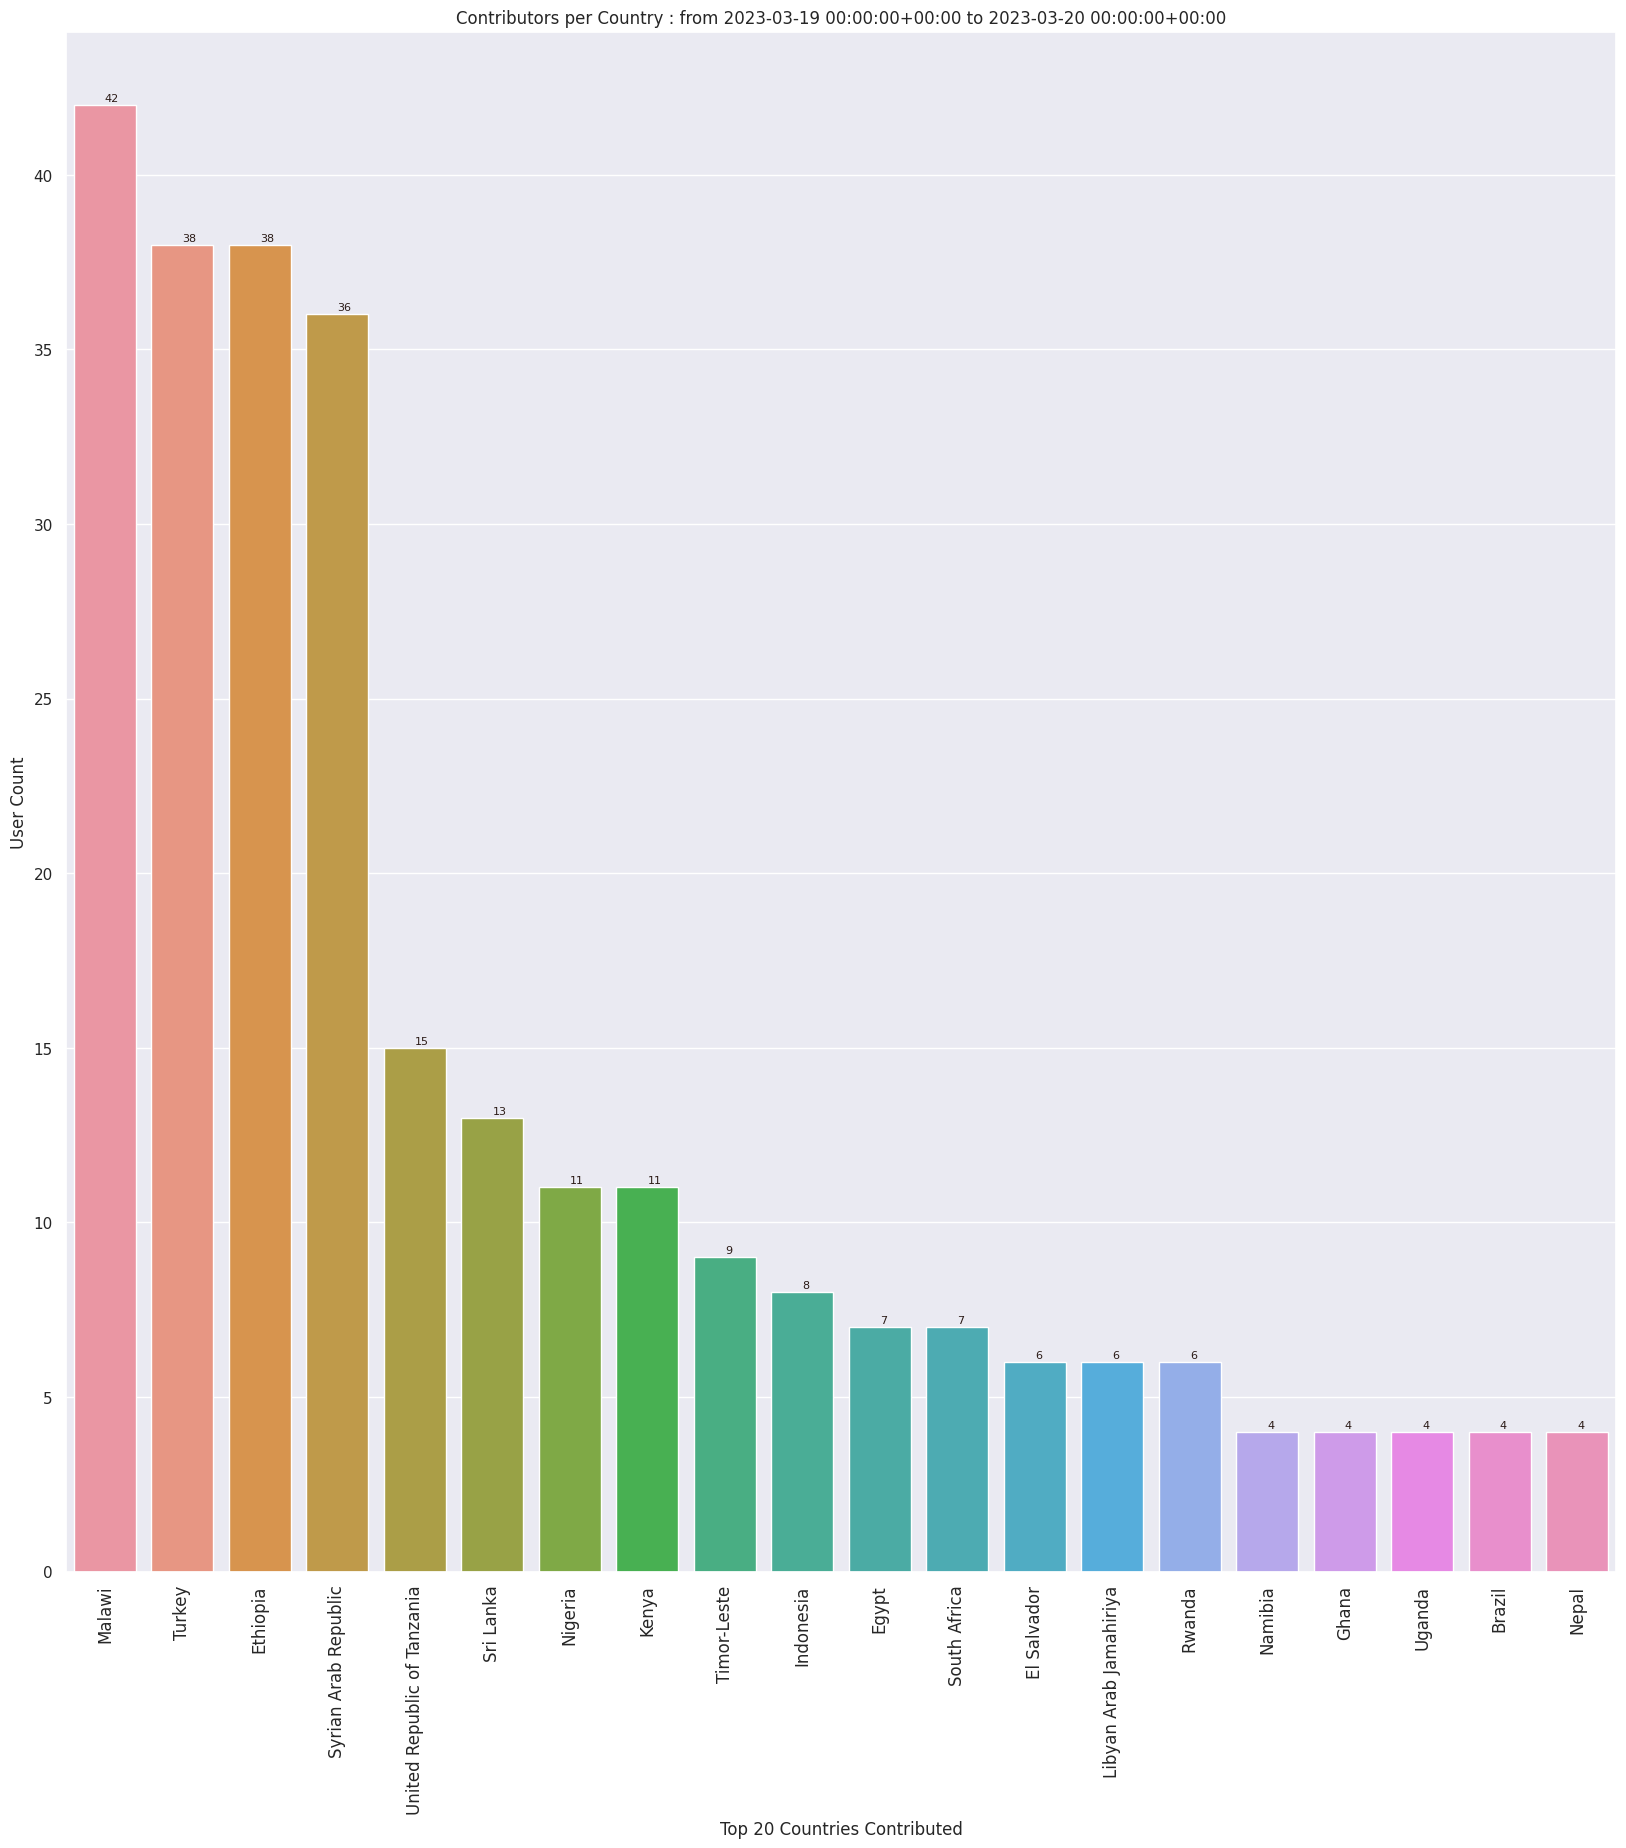 Contributors per Country : from 2023-03-19 00:00:00+00:00 to 2023-03-20 00:00:00+00:00
User Count
40
35
30
25
20
15
10
5
0
42
38
38
36
15
13
11
11
9
8
7
7
6
6
6
4
4
4
4
4
Malawi
Turkey
Ethiopia
Syrian Arab Republic
United Republic of Tanzania
Sri Lanka
Nigeria
Kenya
Timor-Leste
Indonesia
Egypt
South Africa
El Salvador
Libyan Arab Jamahiriya
Rwanda
Namibia
Ghana
Uganda
Brazil
Nepal
Top 20 Countries Contributed